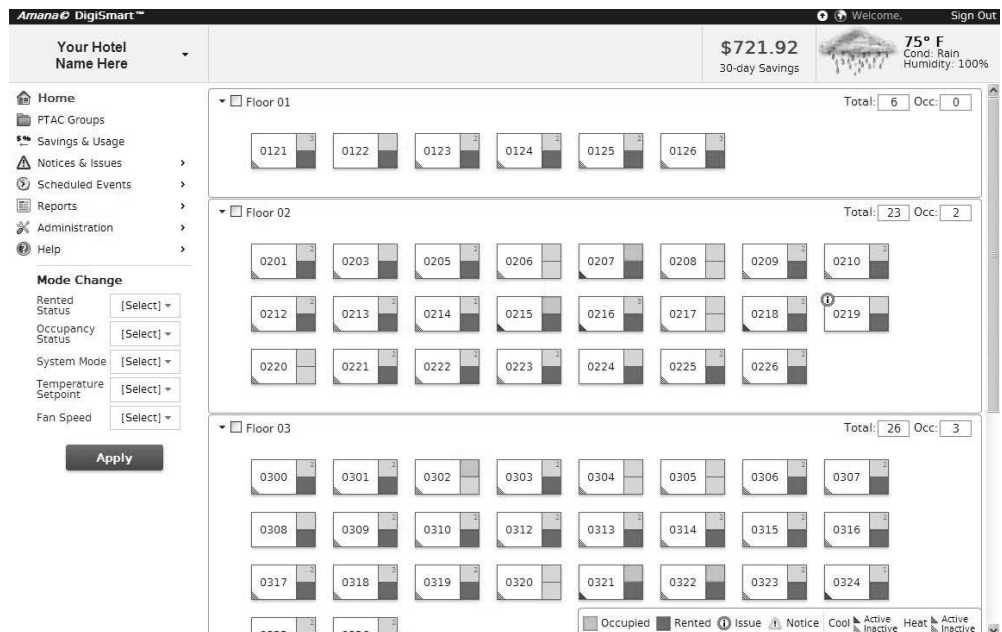 Amana® DigiSmart™
Welcome, Sign Out
Your Hotel
Name Here
$721.92
30-day Savings
75° F
Cond: Rain
Humidity: 100%
Home
PTAC Groups
Savings & Usage
Notices & Issues
Scheduled Events
Reports
Administration
Help
Mode Change
Rented
Status
[Select]
Occupancy
Status
[Select]
System Mode [Select]
Temperature
Setpoint
[Select]
Fan Speed [Select]
Apply
Floor 01 Total: 6 Occ: 0
0121 0122 0123 0124 0125 0126
Floor 02 Total: 23 Occ: 2
0201 0203 0205 0206 0207 0208 0209 0210
0212 0213 0214 0215 0216 0217 0218 0219
0220 0221 0222 0223 0224 0225 0226
Floor 03 Total: 26 Occ: 3
0300 0301 0302 0303 0304 0305 0306 0307
0308 0309 0310 0312 0313 0314 0315 0316
0317 0318 0319 0320 0321 0322 0323 0324
Occupied Rented Issue Notice Cool Active Inactive Heat Active Inactive